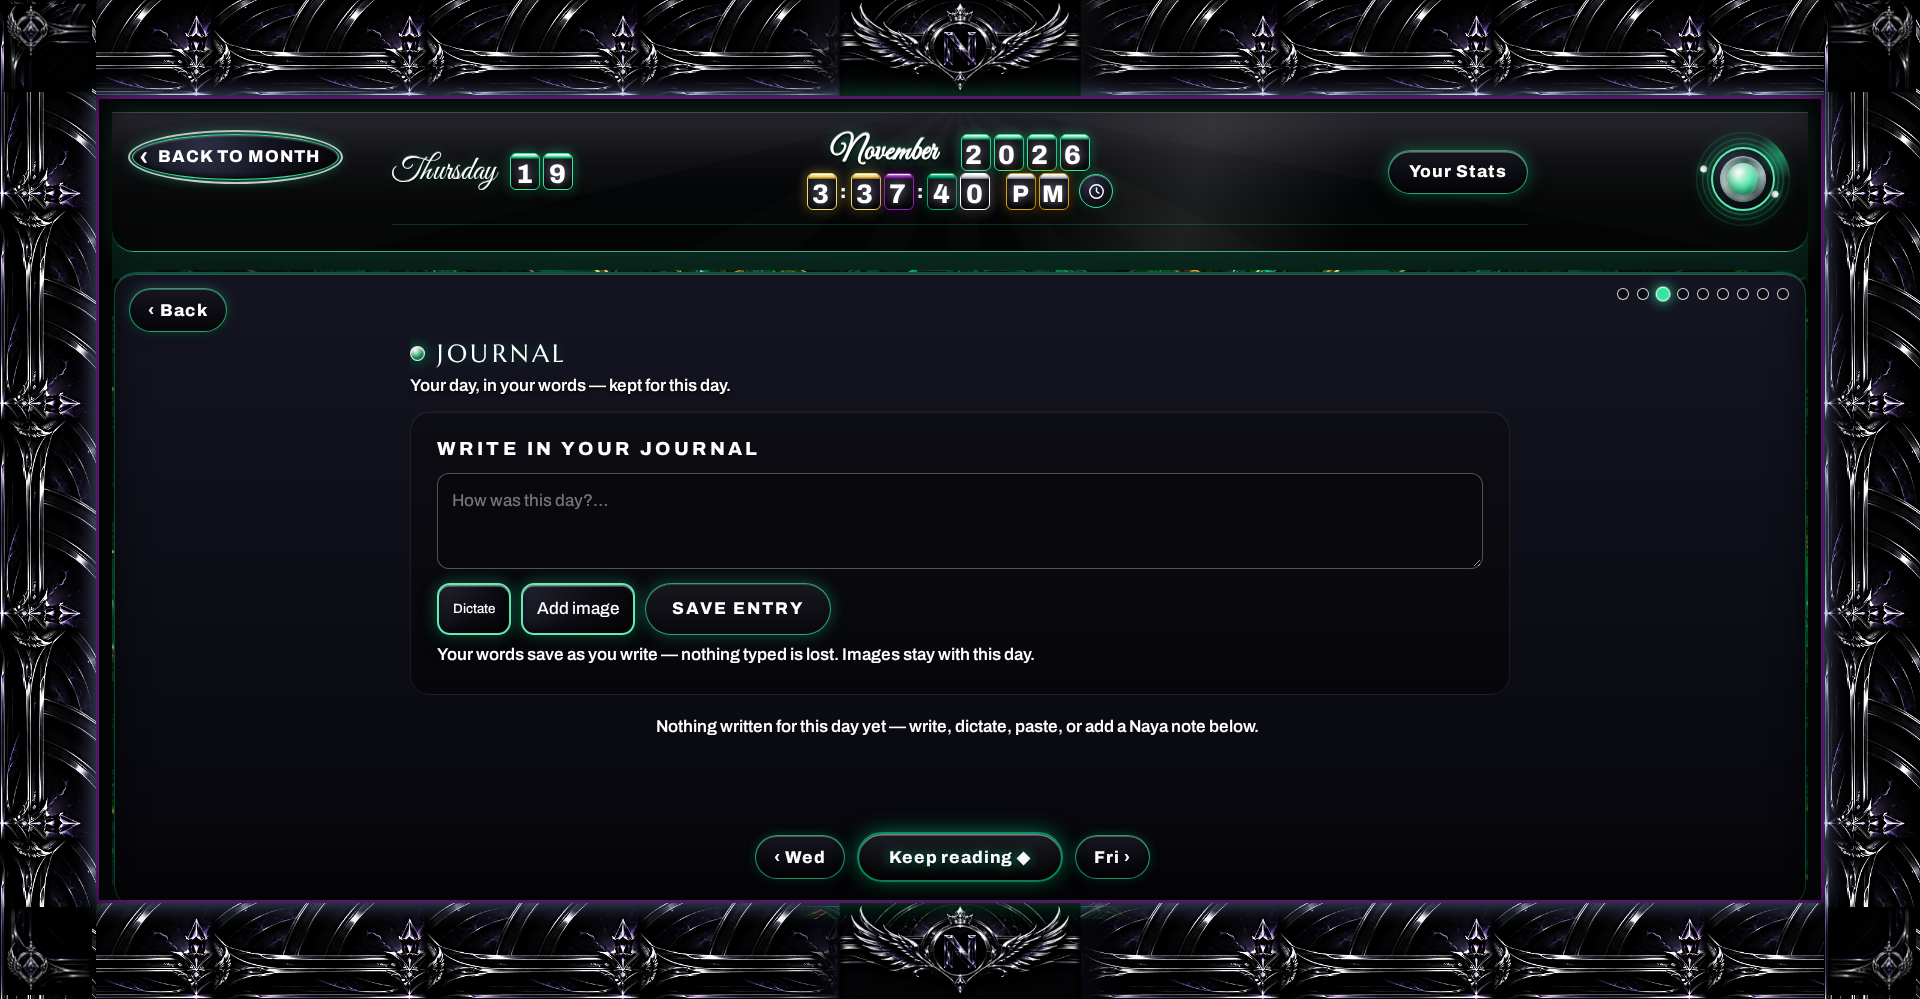 N
‹ BACK TO MONTH
Thursday 19
November 2026
3:37:40 PM
Your Stats
‹ Back
JOURNAL
Your day, in your words — kept for this day.
WRITE IN YOUR JOURNAL
How was this day?...
Dictate
Add image
SAVE ENTRY
Your words save as you write — nothing typed is lost. Images stay with this day.
Nothing written for this day yet — write, dictate, paste, or add a Naya note below.
‹ Wed
Keep reading ◆
Fri ›
N